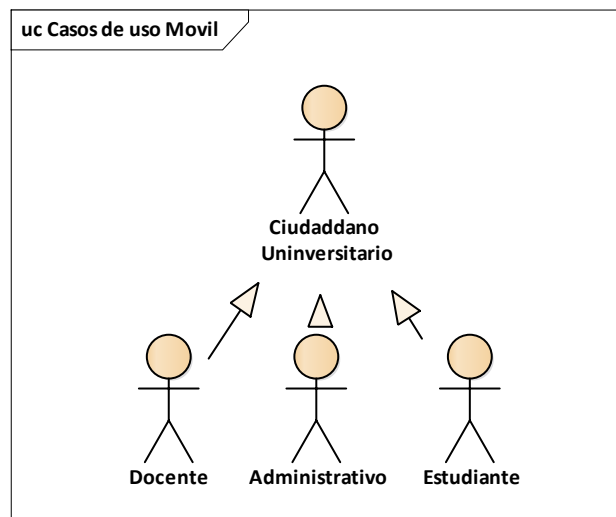 uc Casos de uso Movil
Ciudaddano
Uninversitario
Docente
Administrativo
Estudiante